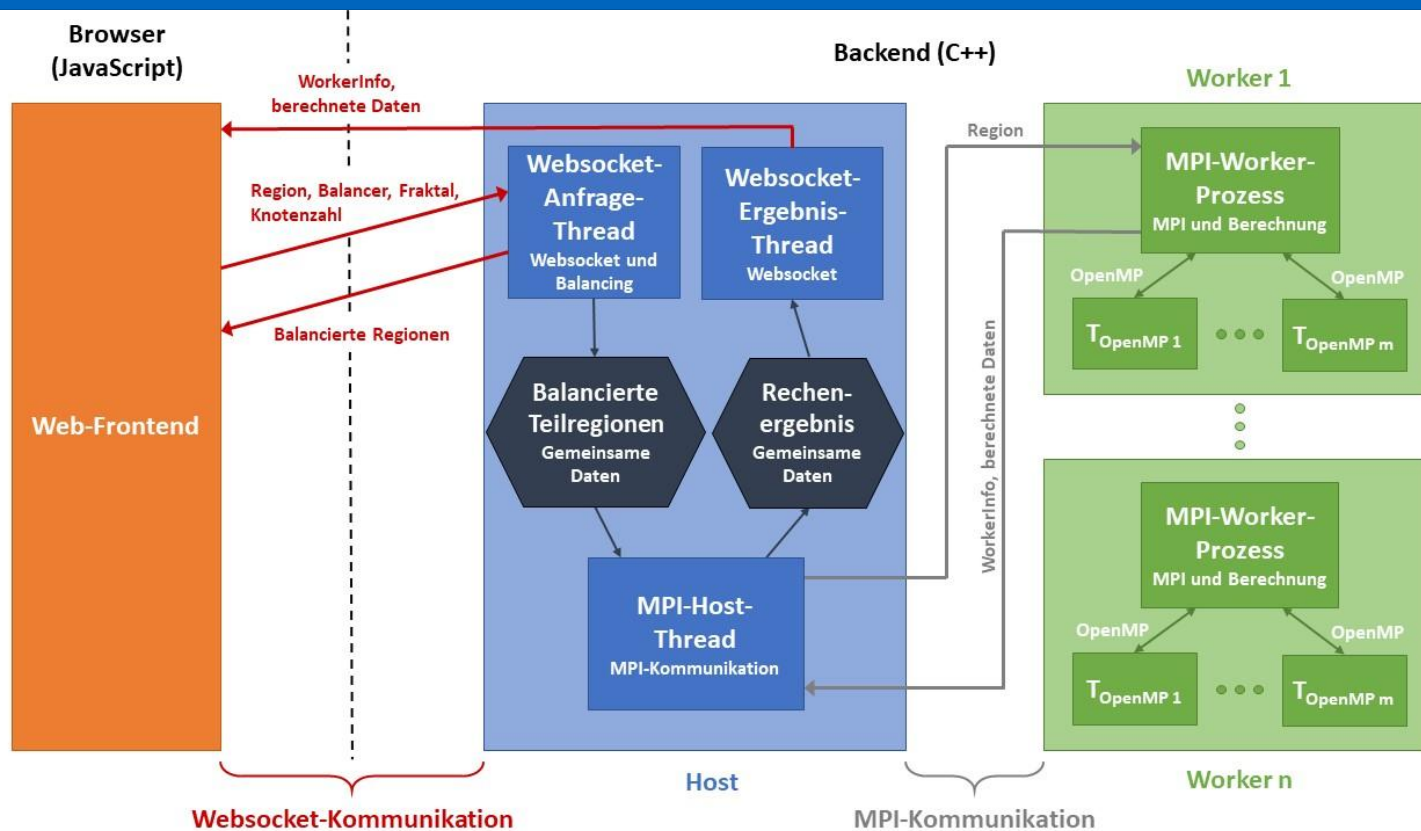 Browser
(JavaScript)
Backend (C++)
WorkerInfo,
berechnete Daten
Region, Balancer, Fraktal,
Knotenzahl
Balancierte Regionen
Web-Frontend
Websocket-
Anfrage-
Thread
Websocket und
Balancing
Websocket-
Ergebnis-
Thread
Websocket
Balancierte
Teilregionen
Gemeinsame
Daten
Rechen-
ergebnis
Gemeinsame
Daten
MPI-Host-
Thread
MPI-Kommunikation
Region
WorkerInfo, berechnete Daten
Worker 1
MPI-Worker-
Prozess
MPI und Berechnung
OpenMP
OpenMP
TOpenMP 1
TOpenMP m
MPI-Worker-
Prozess
MPI und Berechnung
OpenMP
OpenMP
TOpenMP 1
TOpenMP m
Host
Worker n
Websocket-Kommunikation
MPI-Kommunikation